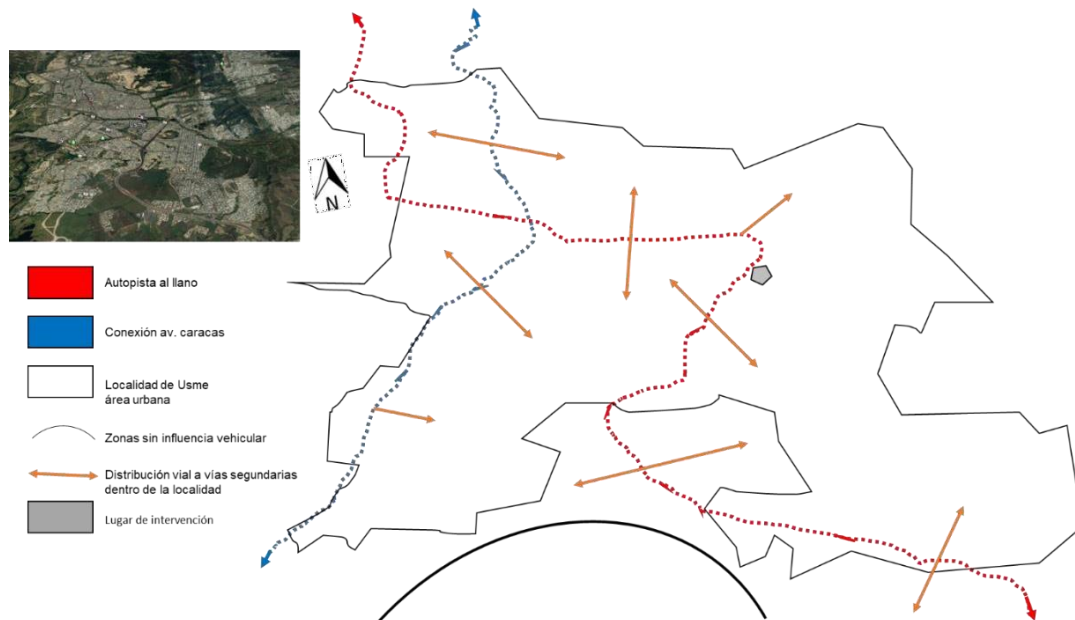 N
Autopista al llano
Conexión av. caracas
Localidad de Usme
área urbana
Zonas sin influencia vehicular
Distribución vial a vías segundarias
dentro de la localidad
Lugar de intervención